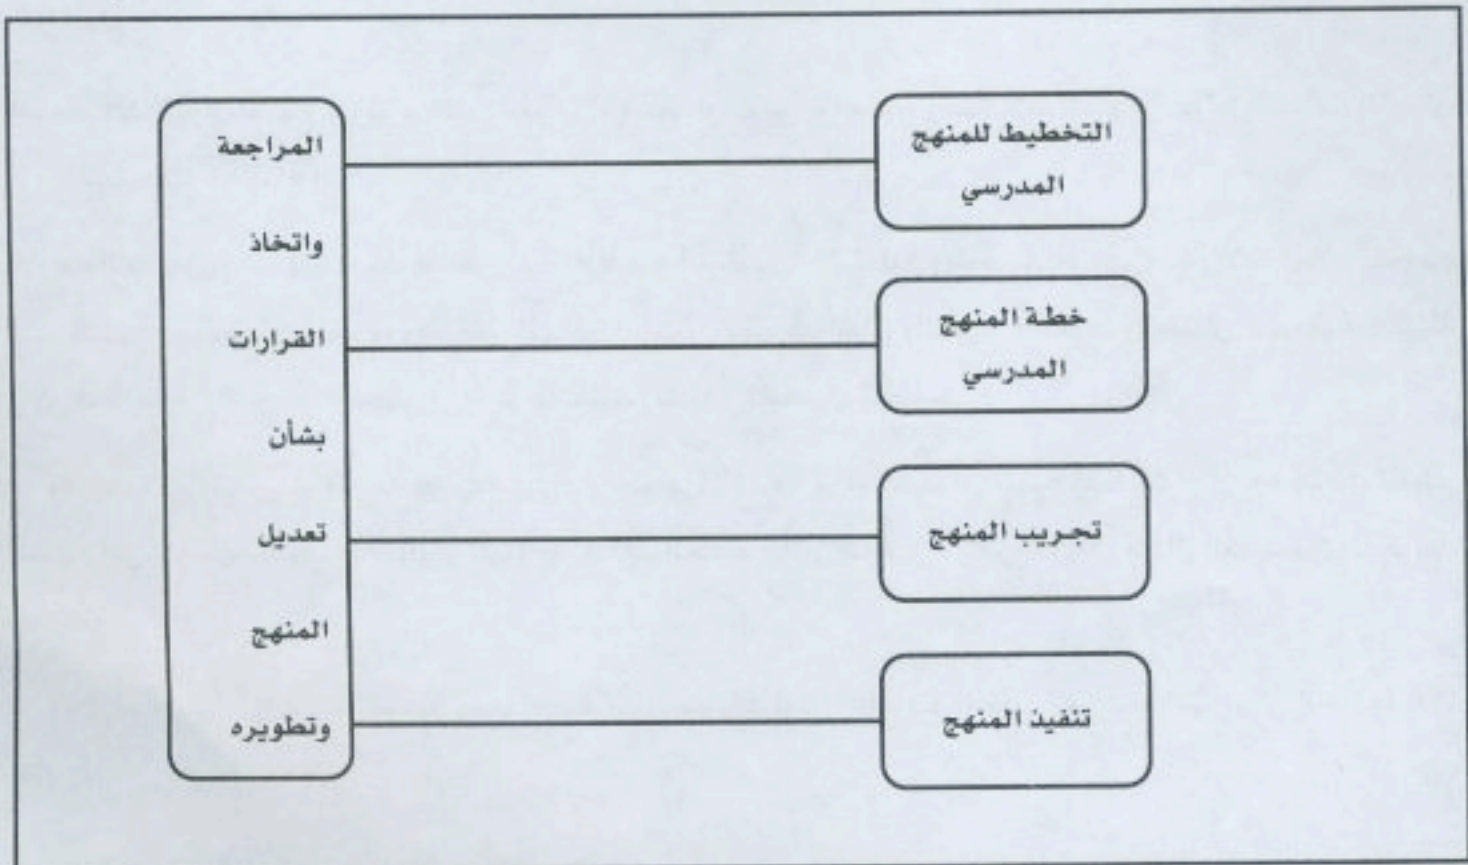 التخطيط للمنهج
المدرسي
خطة المنهج
المدرسي
تجريب المنهج
تنفيذ المنهج
المراجعة
واتخاذ
القرارات
بشأن
تعديل
المنهج
وتطويره